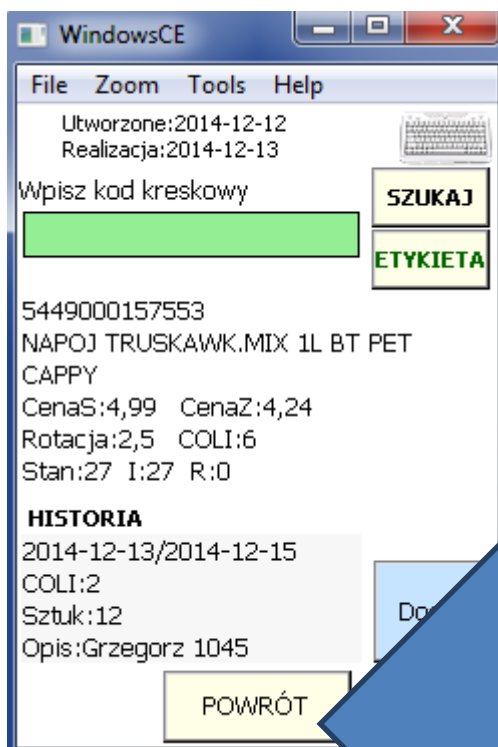 WindowsCE
File Zoom Tools Help
Utworzone:2014-12-12
Realizacja:2014-12-13
Wpisz kod kreskowy
SZUKAJ
ETYKIETA
5449000157553
NAPOJ TRUSKAWK.MIX 1L BT PET
CAPPY
CenaS:4,99 CenaZ:4,24
Rotacja:2,5 COLI:6
Stan:27 I:27 R:0
HISTORIA
2014-12-13/2014-12-15
COLI:2
Sztuk:12
Opis:Grzegorz 1045
POWRÓT